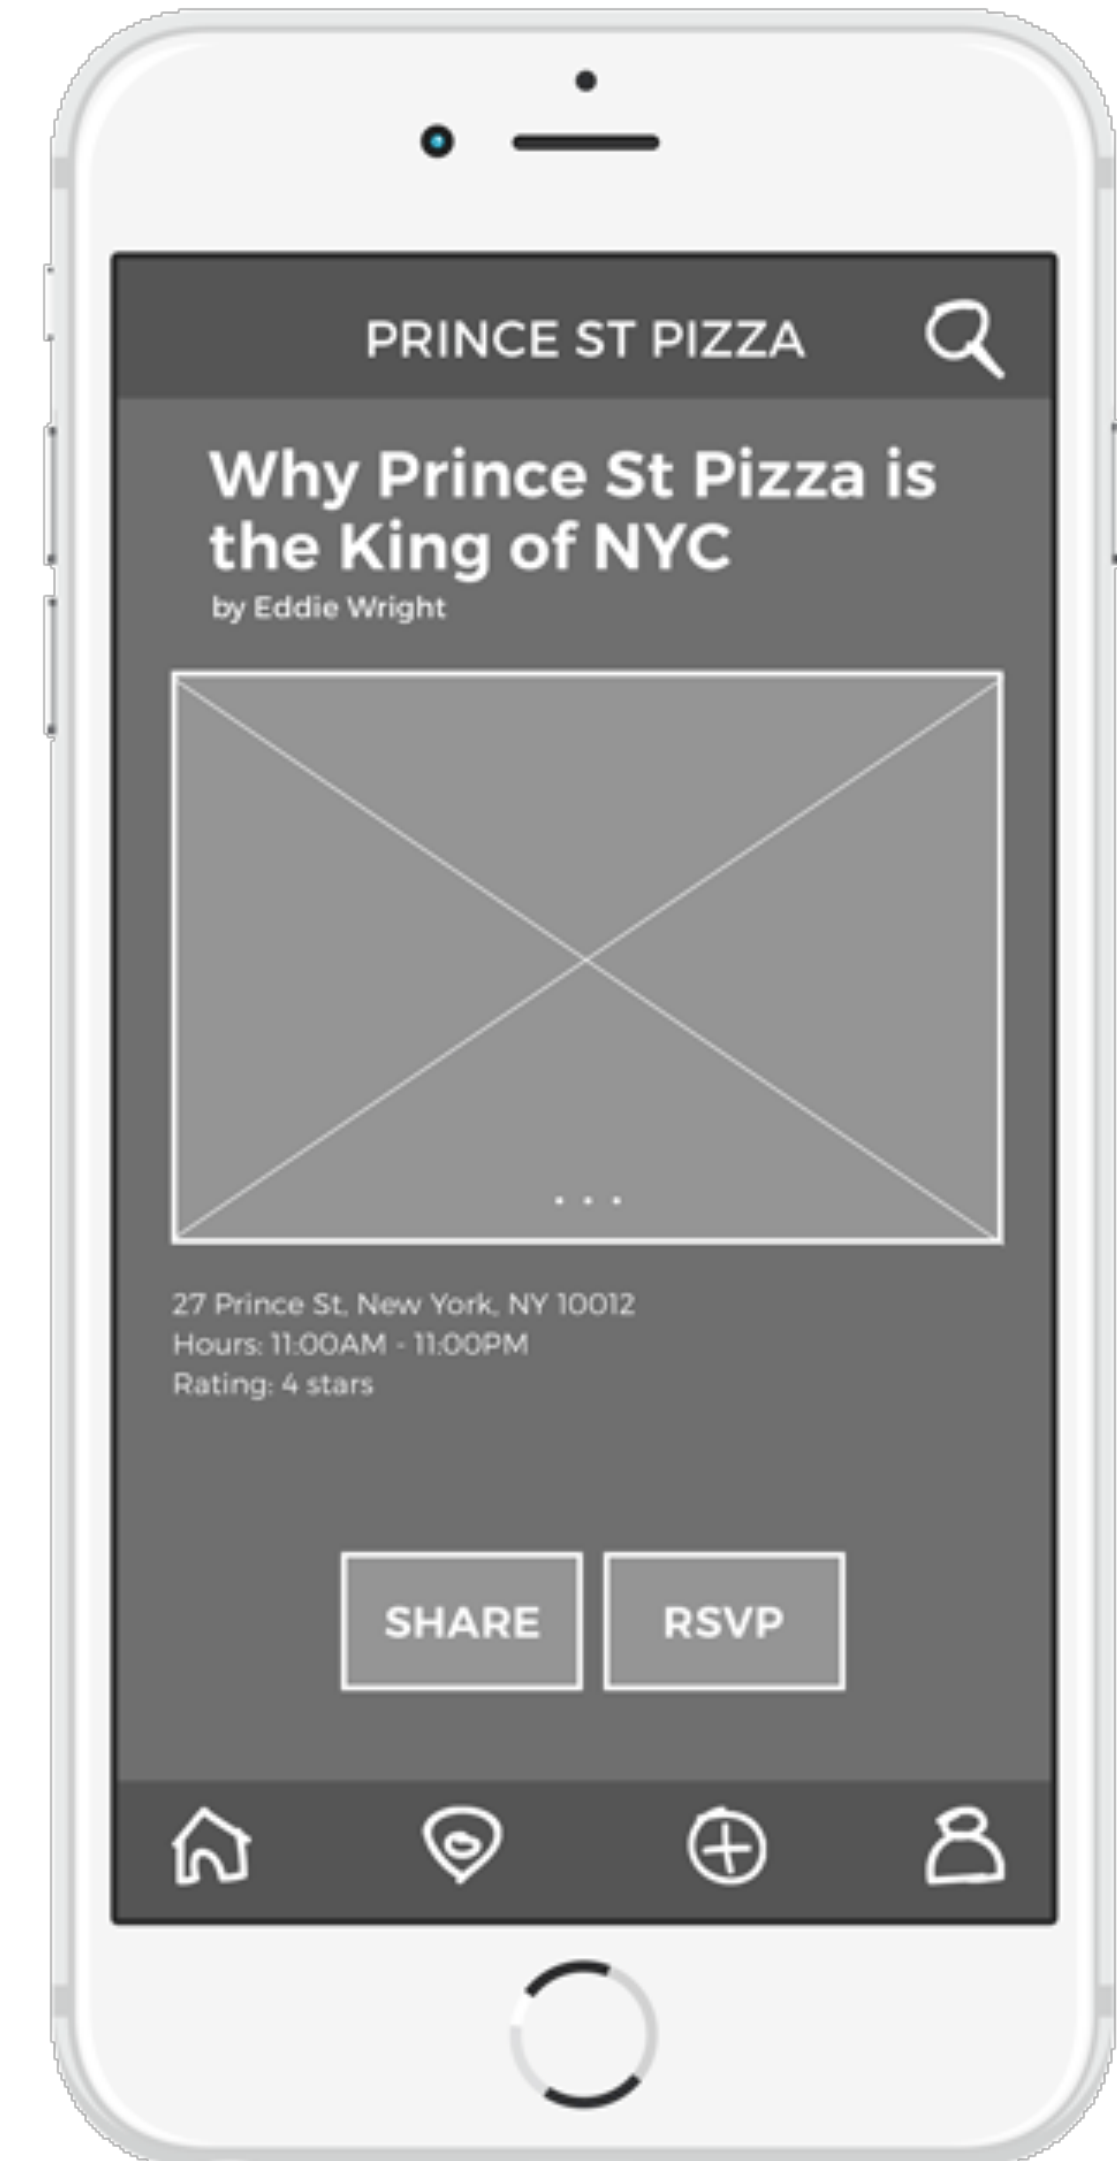 PRINCE ST PIZZA
Why Prince St Pizza is
the King of NYC
by Eddie Wright
27 Prince St, New York, NY 10012
Hours: 11:00AM - 11:00PM
Rating: 4 stars
SHARE
RSVP